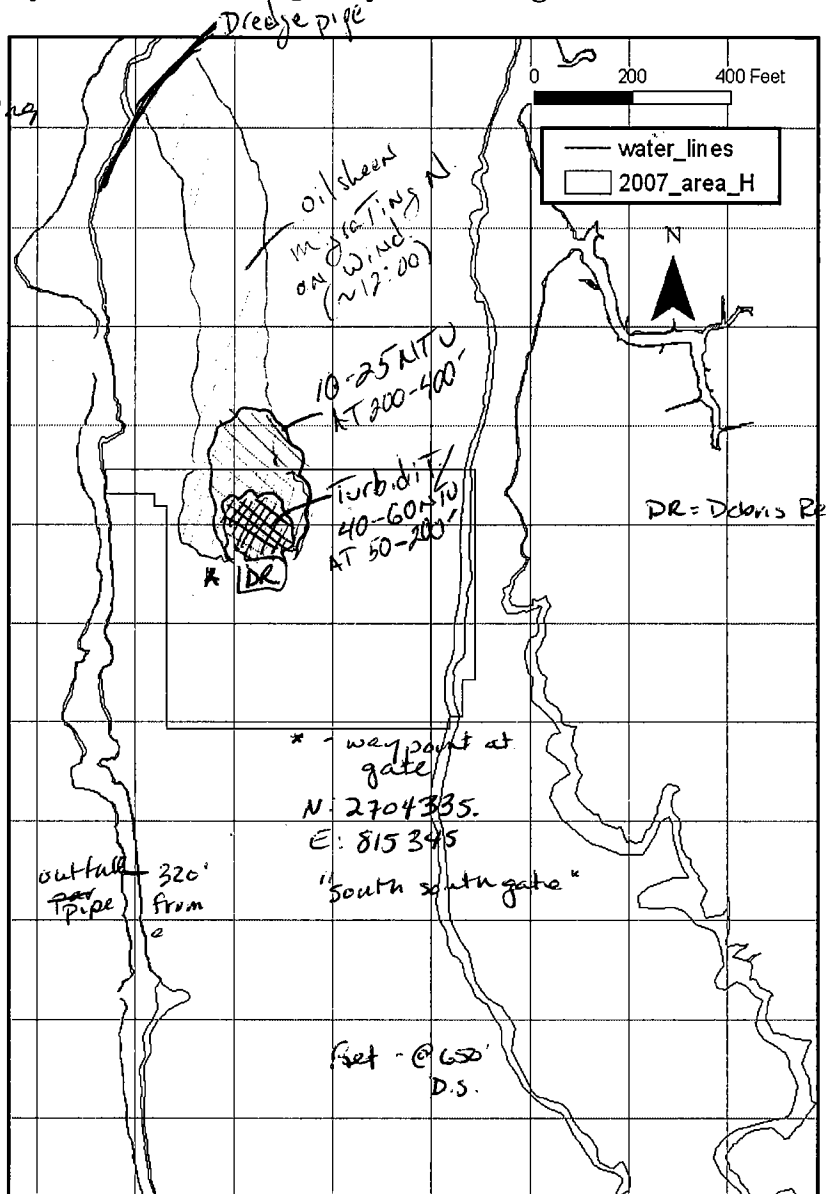 Dredge pipe
0 200 400 Feet
water_lines
2007_area_H
N
oil sheen
migrating N.
on wind.
(~12:00)
10-25 NTU
AT 200-400'
Turbidity
40-60 NTU
AT 50-200'
DR = Debris Re
* DR
* - waypoint at
gate
N: 2704335.
E: 815345
"South south gate"
outfall
pipe
320'
from
@ 650'
D.S.